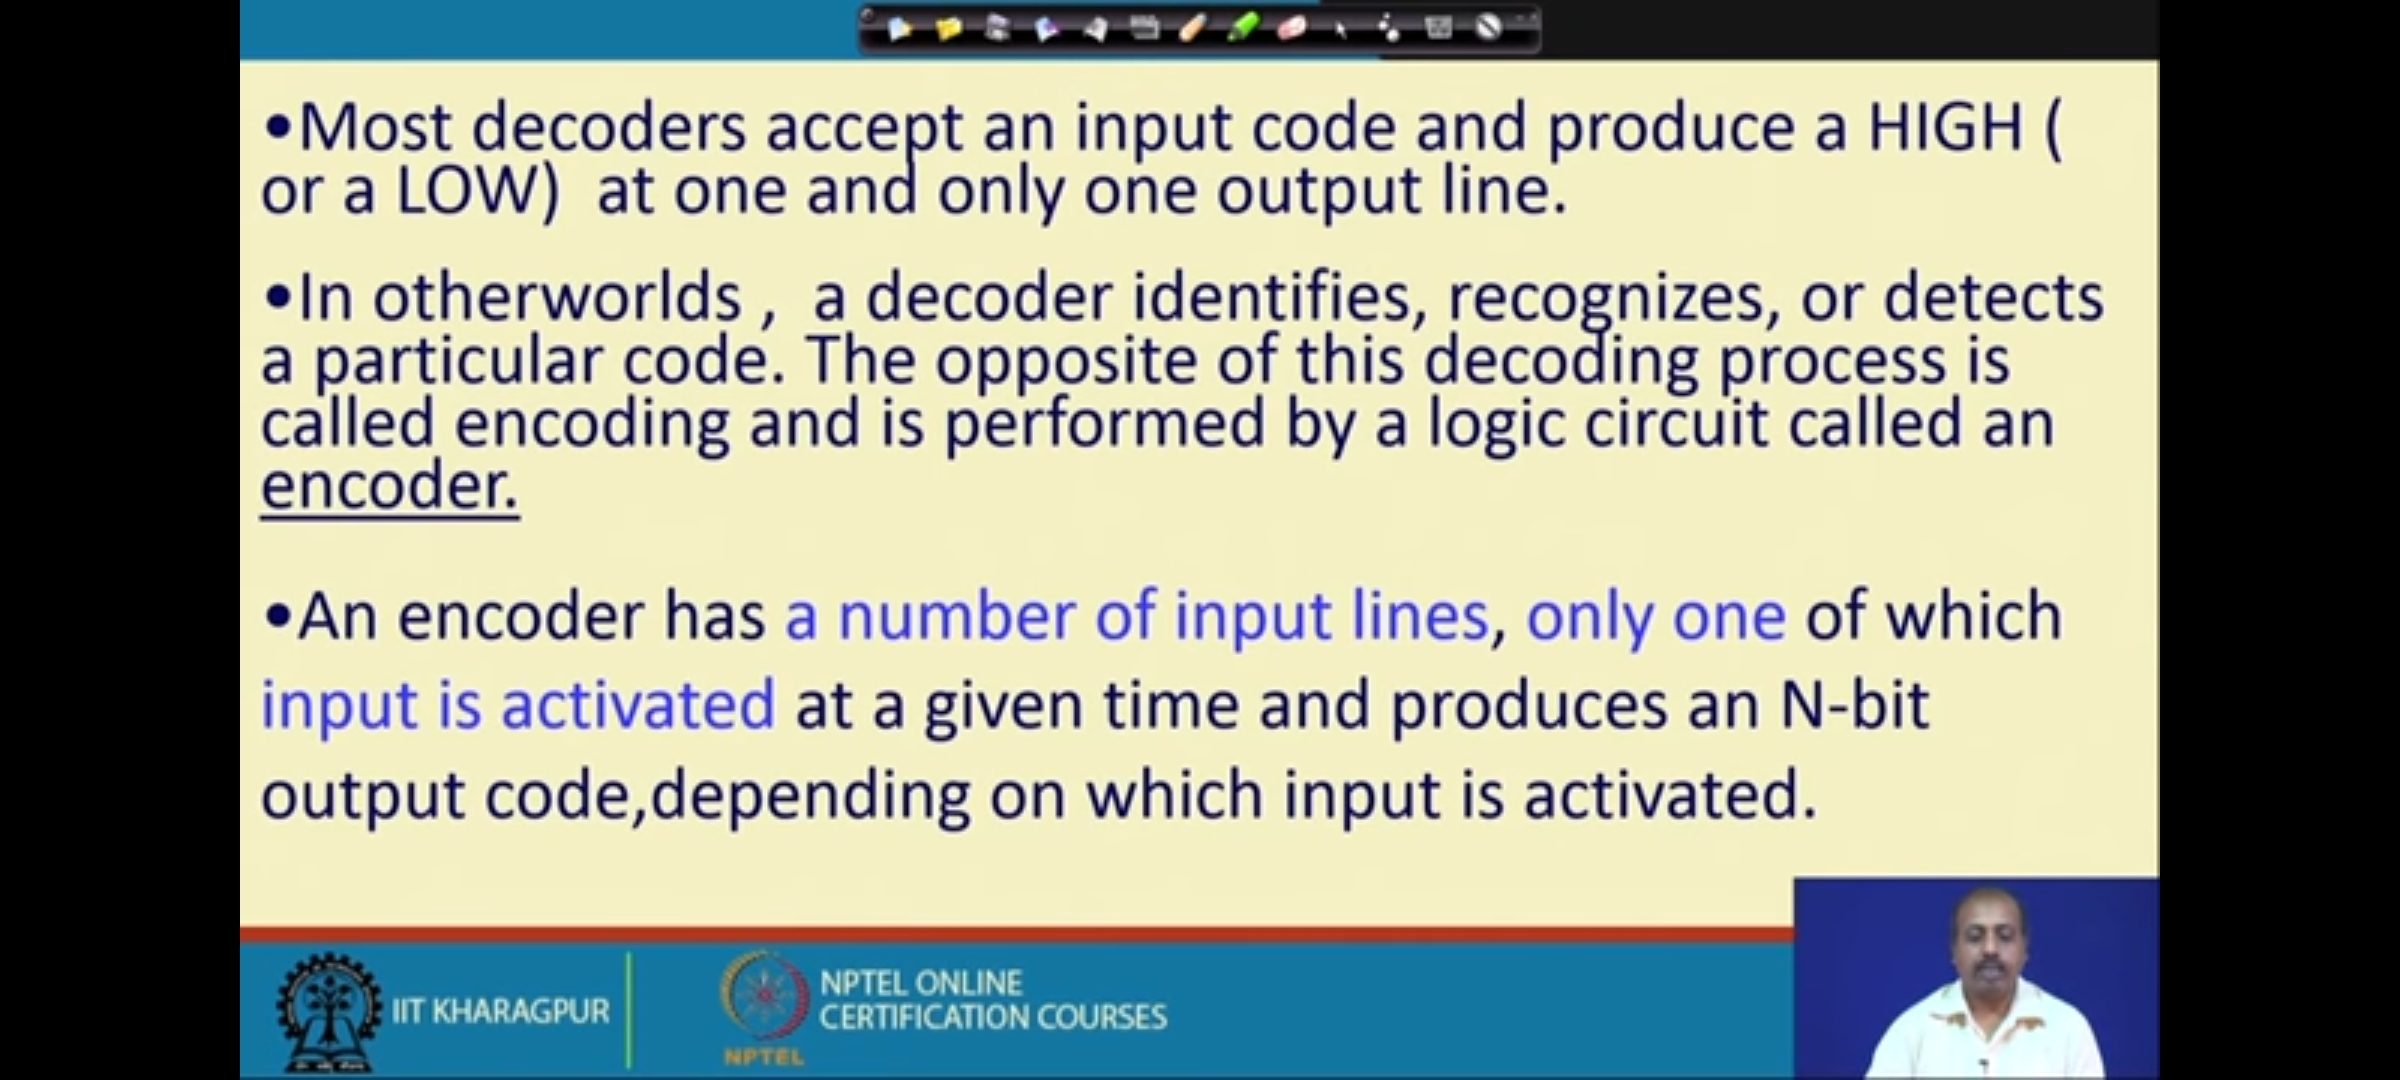 •Most decoders accept an input code and produce a HIGH (
or a LOW) at one and only one output line.
•In otherworlds , a decoder identifies, recognizes, or detects
a particular code. The opposite of this decoding process is
called encoding and is performed by a logic circuit called an
encoder.
•An encoder has a number of input lines, only one of which
input is activated at a given time and produces an N-bit
output code,depending on which input is activated.
IIT KHARAGPUR
NPTEL
NPTEL ONLINE
CERTIFICATION COURSES